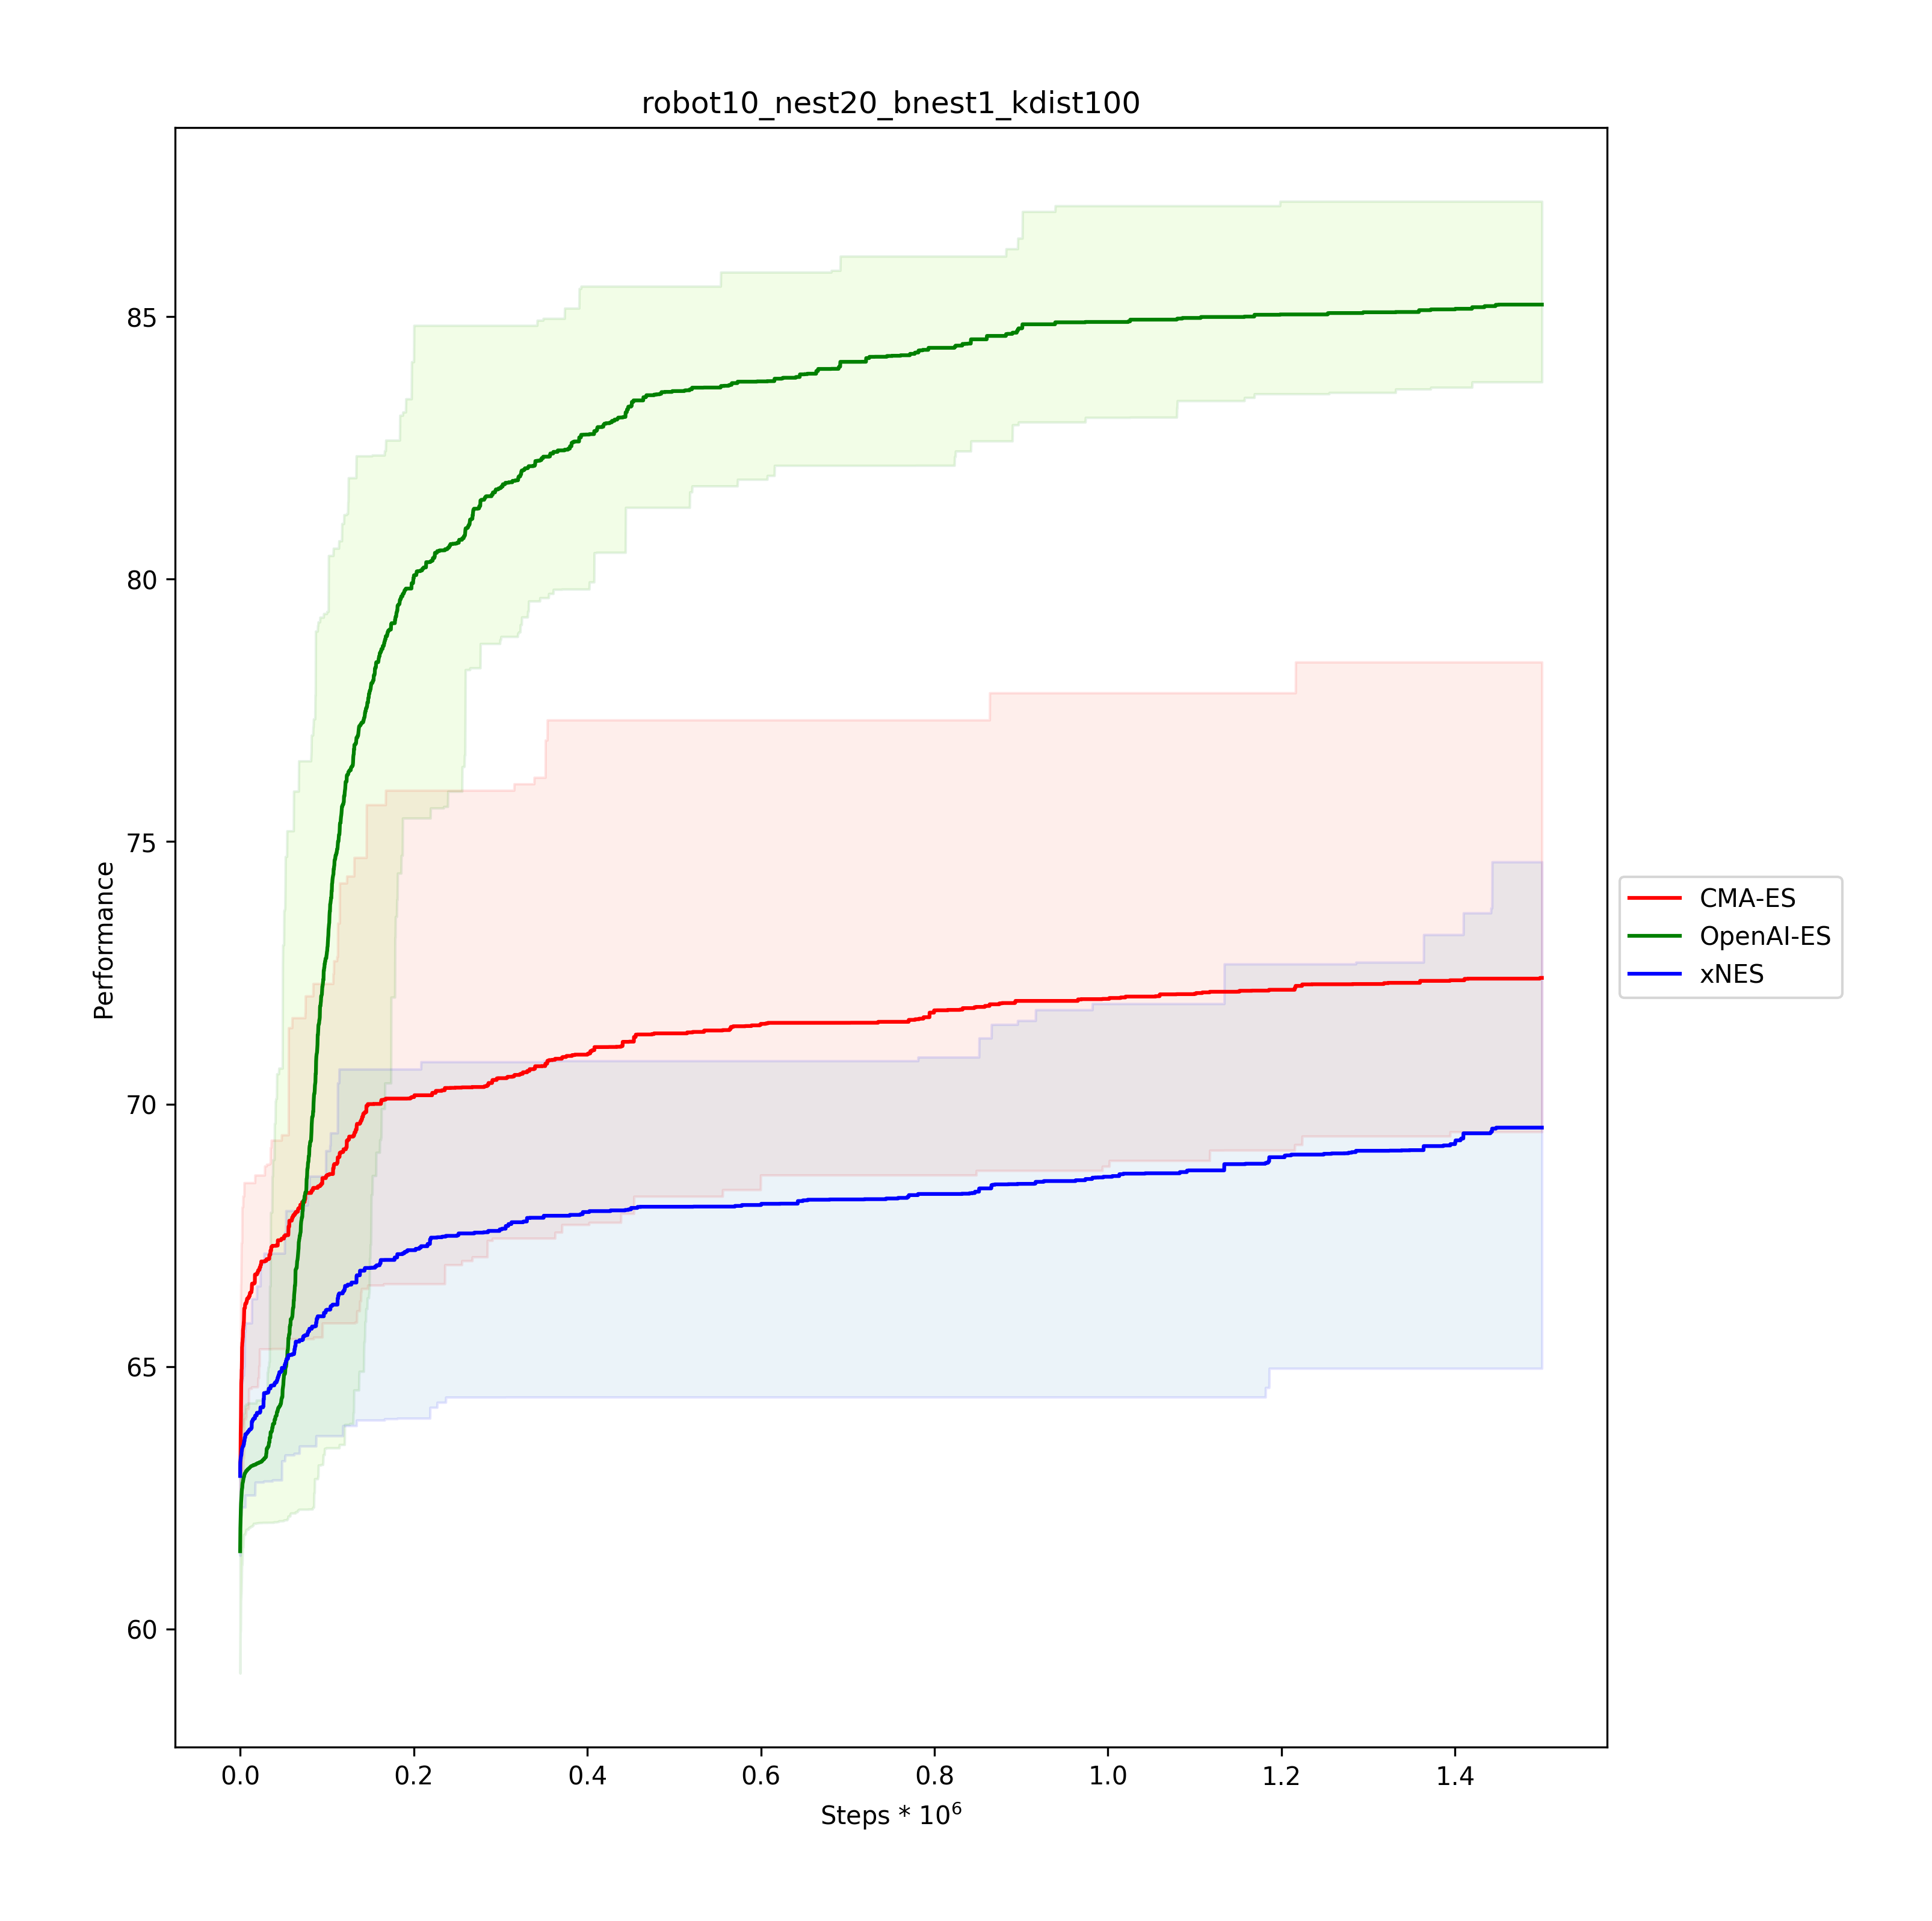 robot10_nest20_bnest1_kdist100
85
80
75
70
65
60
Performance
0.0 0.2 0.4 0.6 0.8 1.0 1.2 1.4
Steps * 10⁶
CMA-ES
OpenAI-ES
xNES